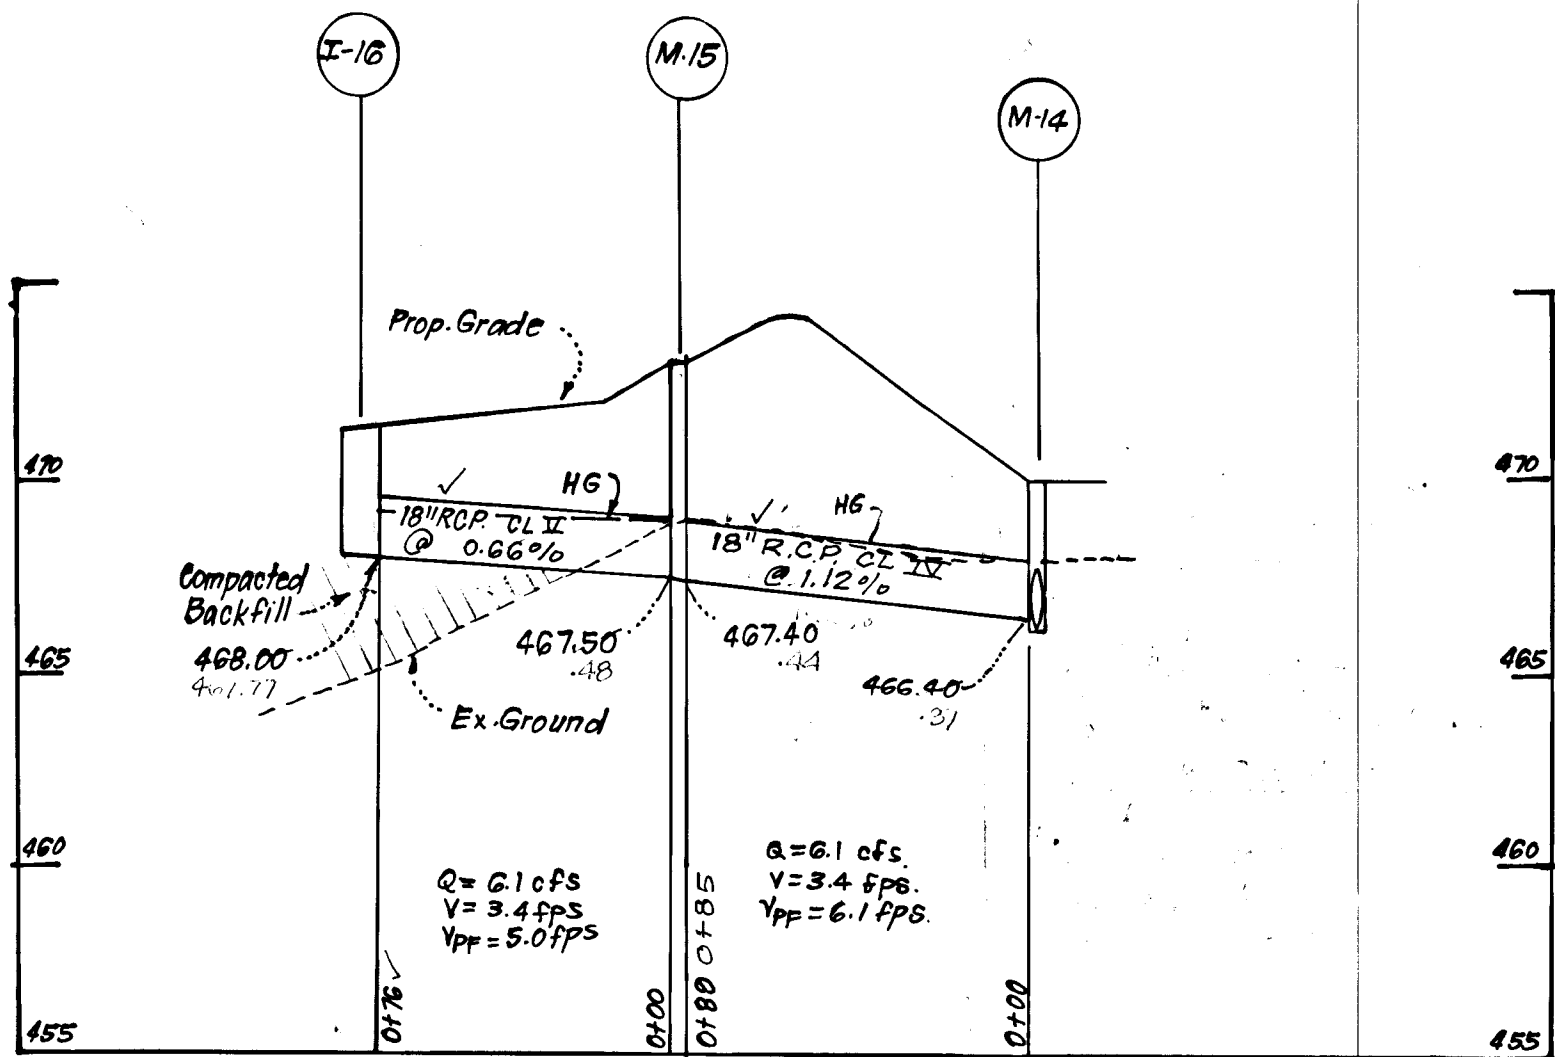 I-16
M-15
M-14
Prop. Grade
470
470
HG
HG
18" RCP. CL IV
@ 0.66%
18" R.C.P. CL IV
@ 1.12%
Compacted
Backfill
468.00
467.77
467.50
.48
467.40
.44
466.40
.37
465
465
Ex. Ground
460
460
Q = 6.1 cfs
V = 3.4 fps
VPF = 5.0 fps
Q = 6.1 cfs.
V = 3.4 fps.
VPF = 6.1 fps.
0+76
0+00
0+80 0+85
0+00
455
455